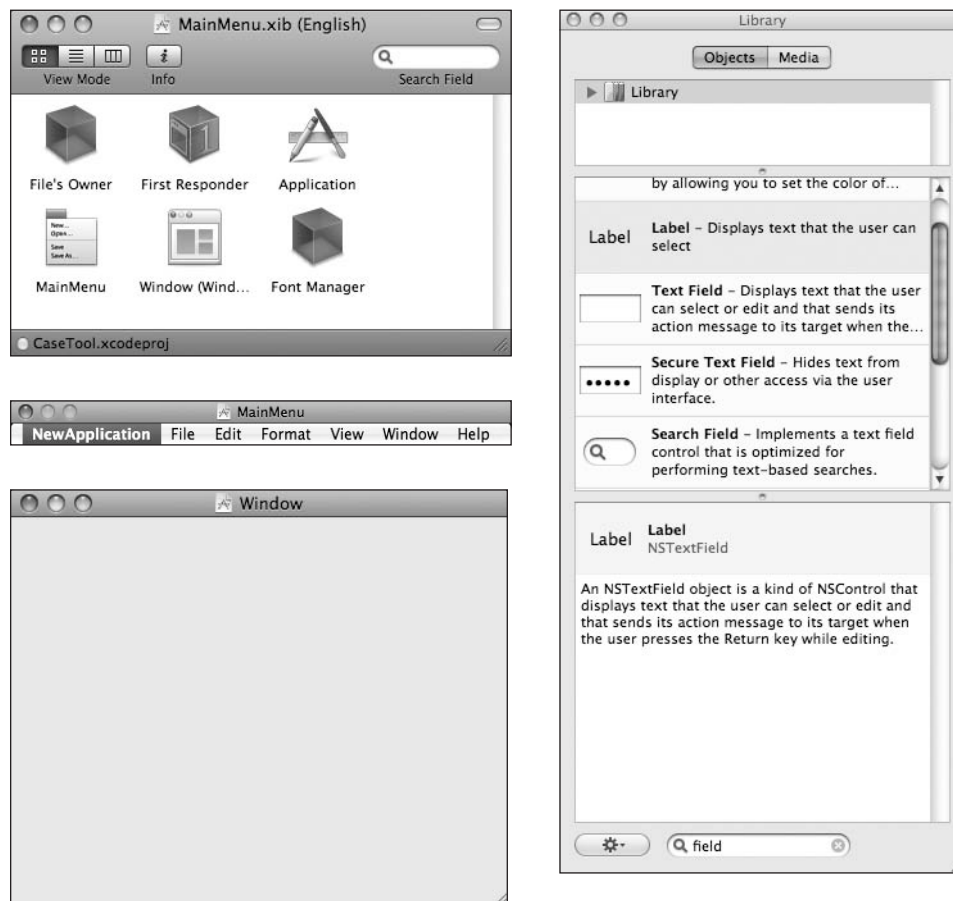 MainMenu.xib (English)
View Mode
Info
Search Field
File's Owner
First Responder
Application
1
New...
Open...
Save
Save As...
MainMenu
Window (Wind...
Font Manager
CaseTool.xcodeproj
MainMenu
NewApplication File Edit Format View Window Help
Window
Library
Objects Media
Library
by allowing you to set the color of...
Label
Label – Displays text that the user can
select
Text Field – Displays text that the user
can select or edit and that sends its
action message to its target when the...
Secure Text Field – Hides text from
display or other access via the user
interface.
Search Field – Implements a text field
control that is optimized for
performing text-based searches.
Label
Label
NSTextField
An NSTextField object is a kind of NSControl that
displays text that the user can select or edit and
that sends its action message to its target when
the user presses the Return key while editing.
field